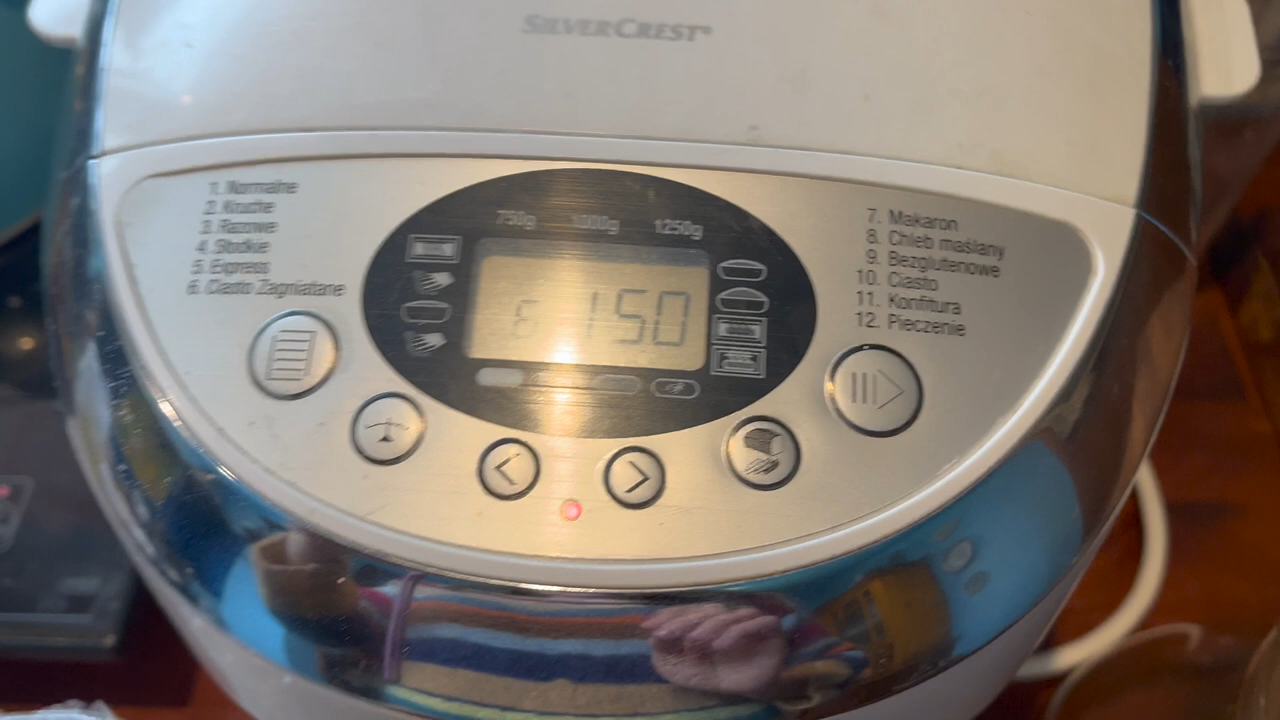 SILVERCREST®
750g 1000g 1250g
1. Normalne
2. Kruche
3. Razowe
4. Słodkie
5. Express
6. Ciasto Zagniatane
6 1:50
7. Makaron
8. Chleb maślany
9. Bezglutenowe
10. Ciasto
11. Konfitura
12. Pieczenie